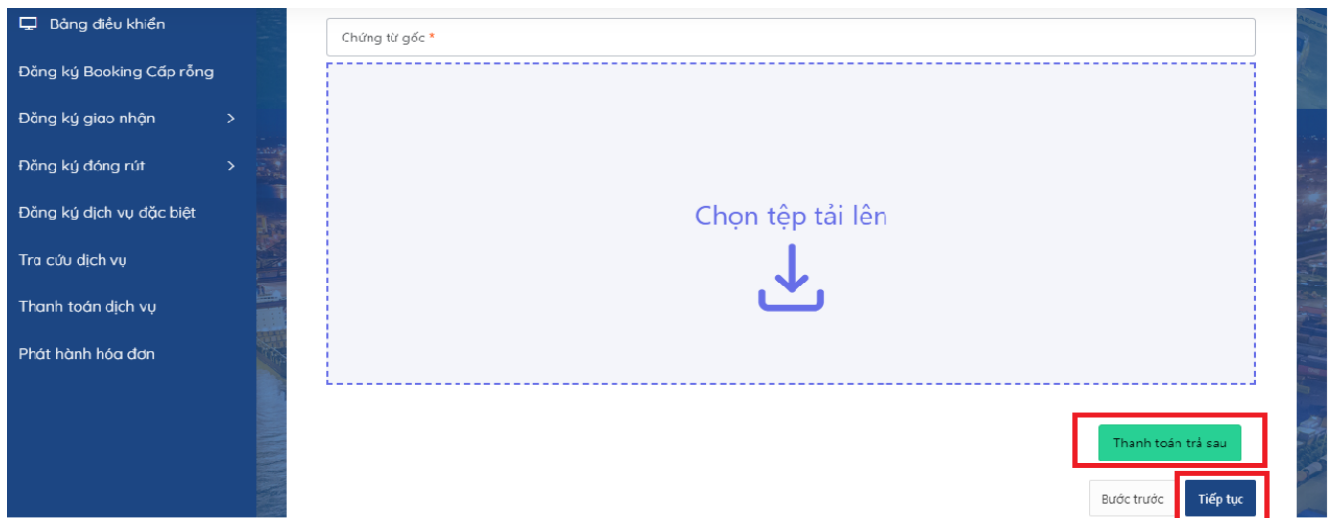 Bảng điều khiển
Đăng ký Booking Cấp rỗng
Đăng ký giao nhận
Đăng ký đóng rút
Đăng ký dịch vụ đặc biệt
Tra cứu dịch vụ
Thanh toán dịch vụ
Phát hành hóa đơn
Chứng từ gốc *
Chọn tệp tải lên
Thanh toán trả sau
Bước trước
Tiếp tục